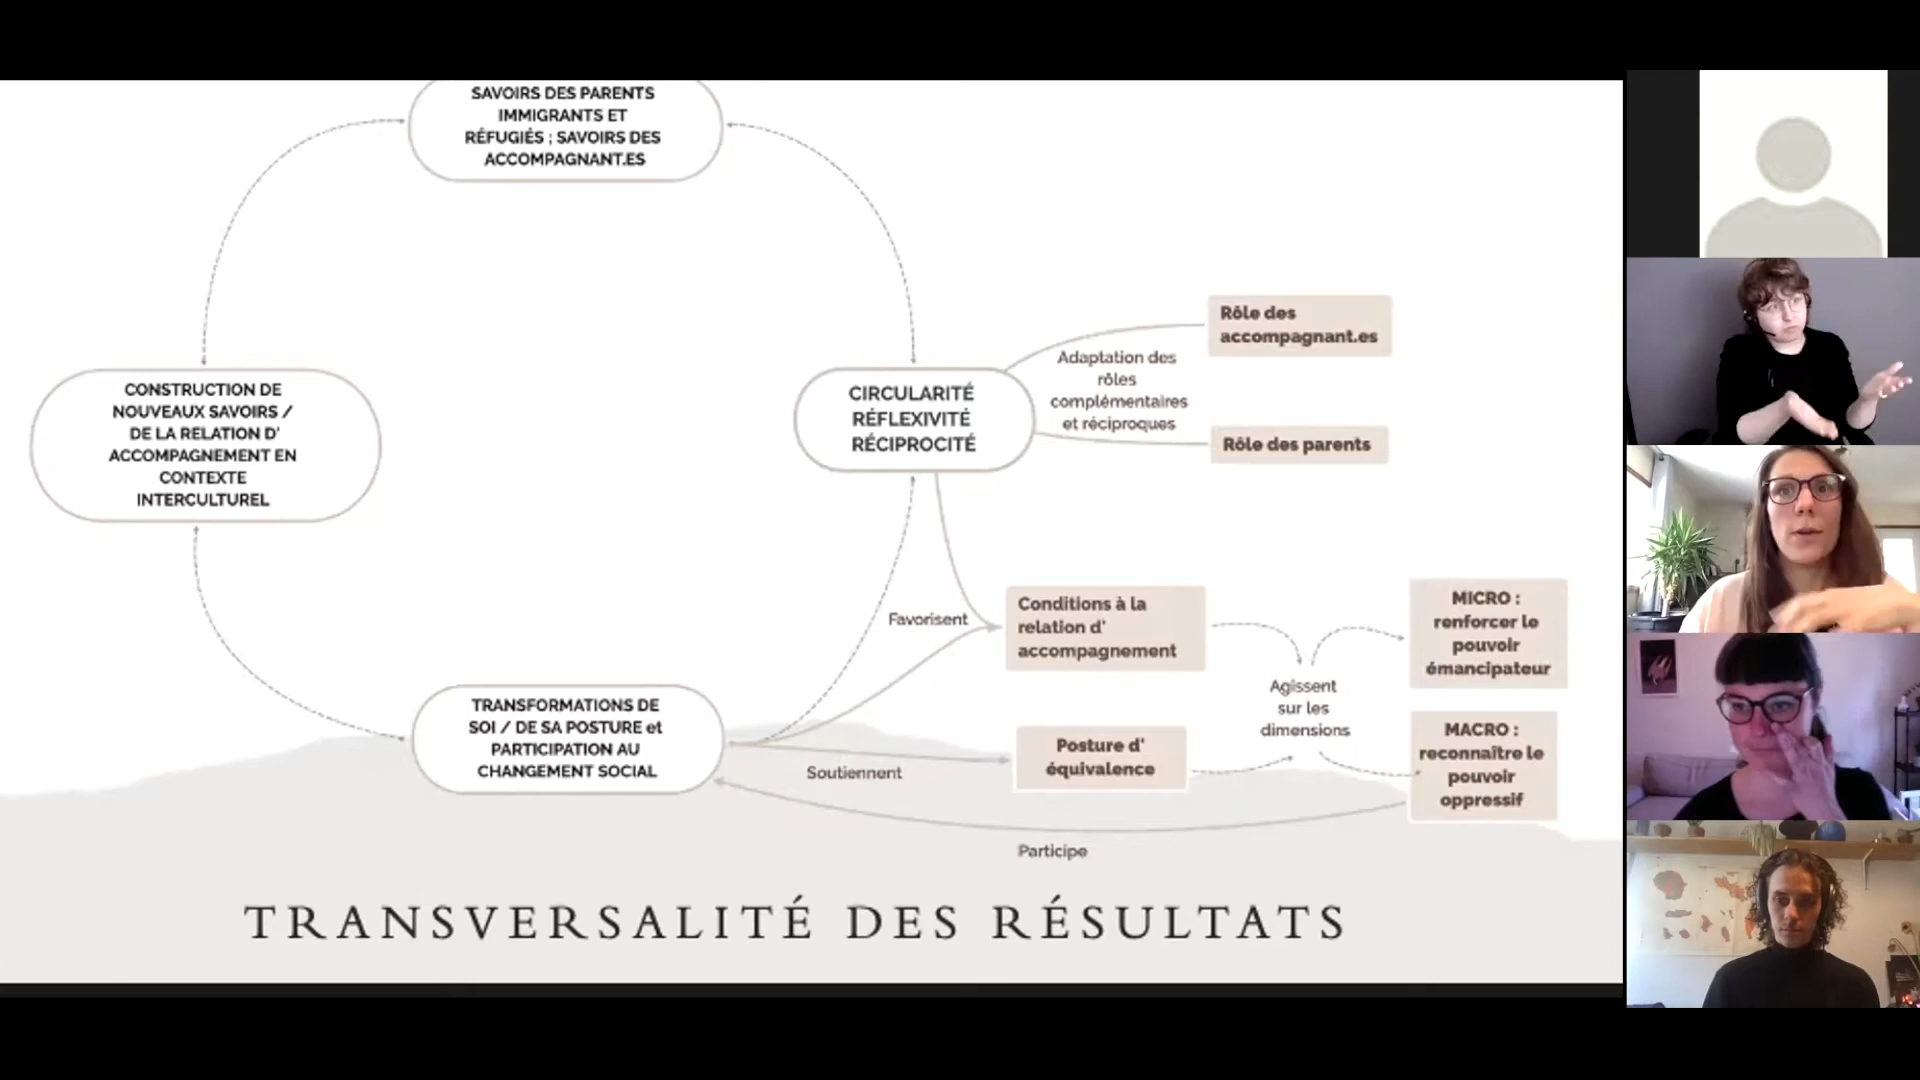 SAVOIRS DES PARENTS
IMMIGRANTS ET
RÉFUGIÉS ; SAVOIRS DES
ACCOMPAGNANT.ES
CONSTRUCTION DE
NOUVEAUX SAVOIRS /
DE LA RELATION D'
ACCOMPAGNEMENT EN
CONTEXTE
INTERCULTUREL
CIRCULARITÉ
RÉFLEXIVITÉ
RÉCIPROCITÉ
Adaptation des
rôles
complémentaires
et réciproques
Rôle des
accompagnant.es
Rôle des parents
Favorisent
Conditions à la
relation d'
accompagnement
MICRO :
renforcer le
pouvoir
émancipateur
Agissent
sur les
dimensions
TRANSFORMATIONS DE
SOI / DE SA POSTURE et
PARTICIPATION AU
CHANGEMENT SOCIAL
Soutiennent
Posture d'
équivalence
MACRO :
reconnaître le
pouvoir
oppressif
Participe
TRANSVERSALITÉ DES RÉSULTATS